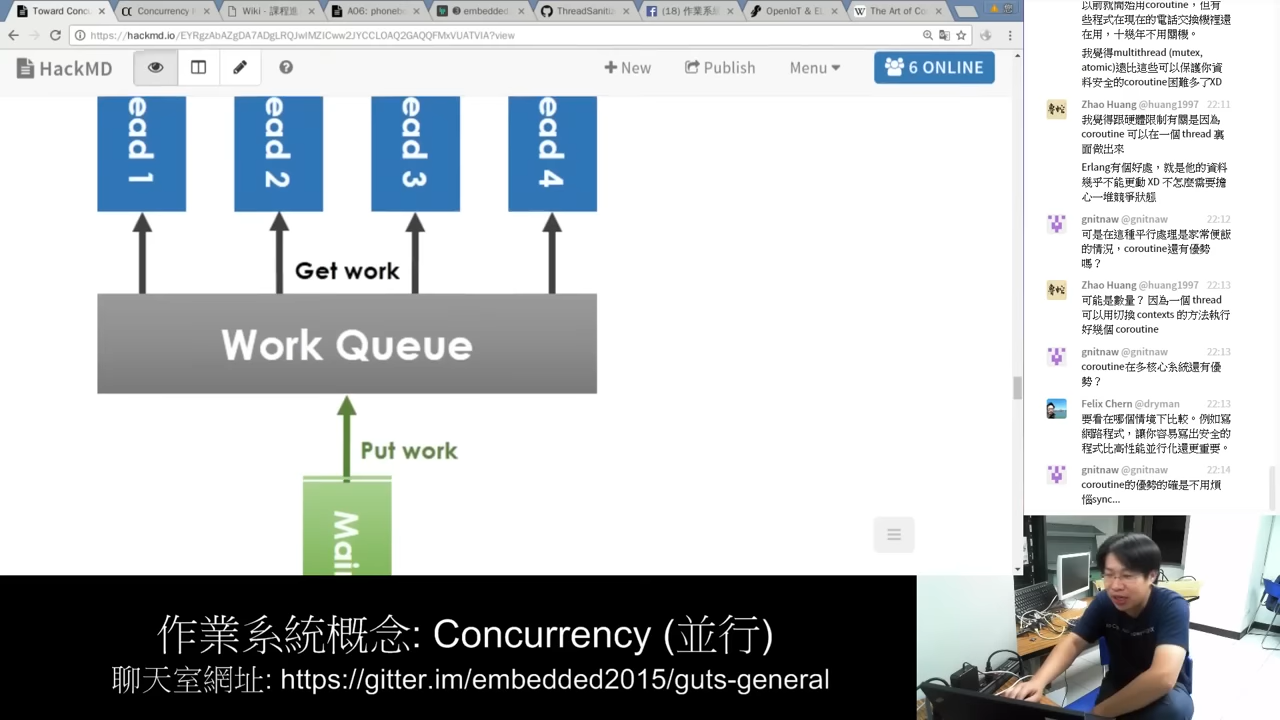 Toward Conc
Concurrency
Wiki - 課程進
A06: phoneb
embedded
ThreadSanitiz
(18) 作業系統
OpenIoT & EL
The Art of Co
https://hackmd.io/EYRgzAbAZgDA7ADgLRQJwIMZICww2JYCCLOAQ2GAQQFMxVUATVIA?view
HackMD
New
Publish
Menu
6 ONLINE
ead 1
ead 2
ead 3
ead 4
Get work
Work Queue
Put work
Mai
以前就開始用coroutine，但有
些程式在現在的電話交換機裡還
在用，十幾年不用關機。
我覺得multithread (mutex,
atomic)遠比這些可以保護你資
料安全的coroutine困難多了XD
Zhao Huang @huang1997 22:11
我覺得跟硬體限制有關是因為
coroutine 可以在一個 thread 裏
面做出來
Erlang有個好處，就是他的資料
幾乎不能更動 XD 不怎麼需要擔
心一堆競爭狀態
gnitnaw @gnitnaw 22:12
可是在這種平行處理是家常便飯
的情況，coroutine還有優勢
嗎？
Zhao Huang @huang1997 22:13
可能是數量？ 因為一個 thread
可以用切換 contexts 的方法執行
好幾個 coroutine
gnitnaw @gnitnaw 22:13
coroutine在多核心系統還有優
勢？
Felix Chern @dryman 22:13
要看在哪個情境下比較。例如寫
網路程式，讓你容易寫出安全的
程式比高性能並行化還更重要。
gnitnaw @gnitnaw 22:14
coroutine的優勢的確是不用煩
惱sync...
作業系統概念: Concurrency (並行)
聊天室網址: https://gitter.im/embedded2015/guts-general